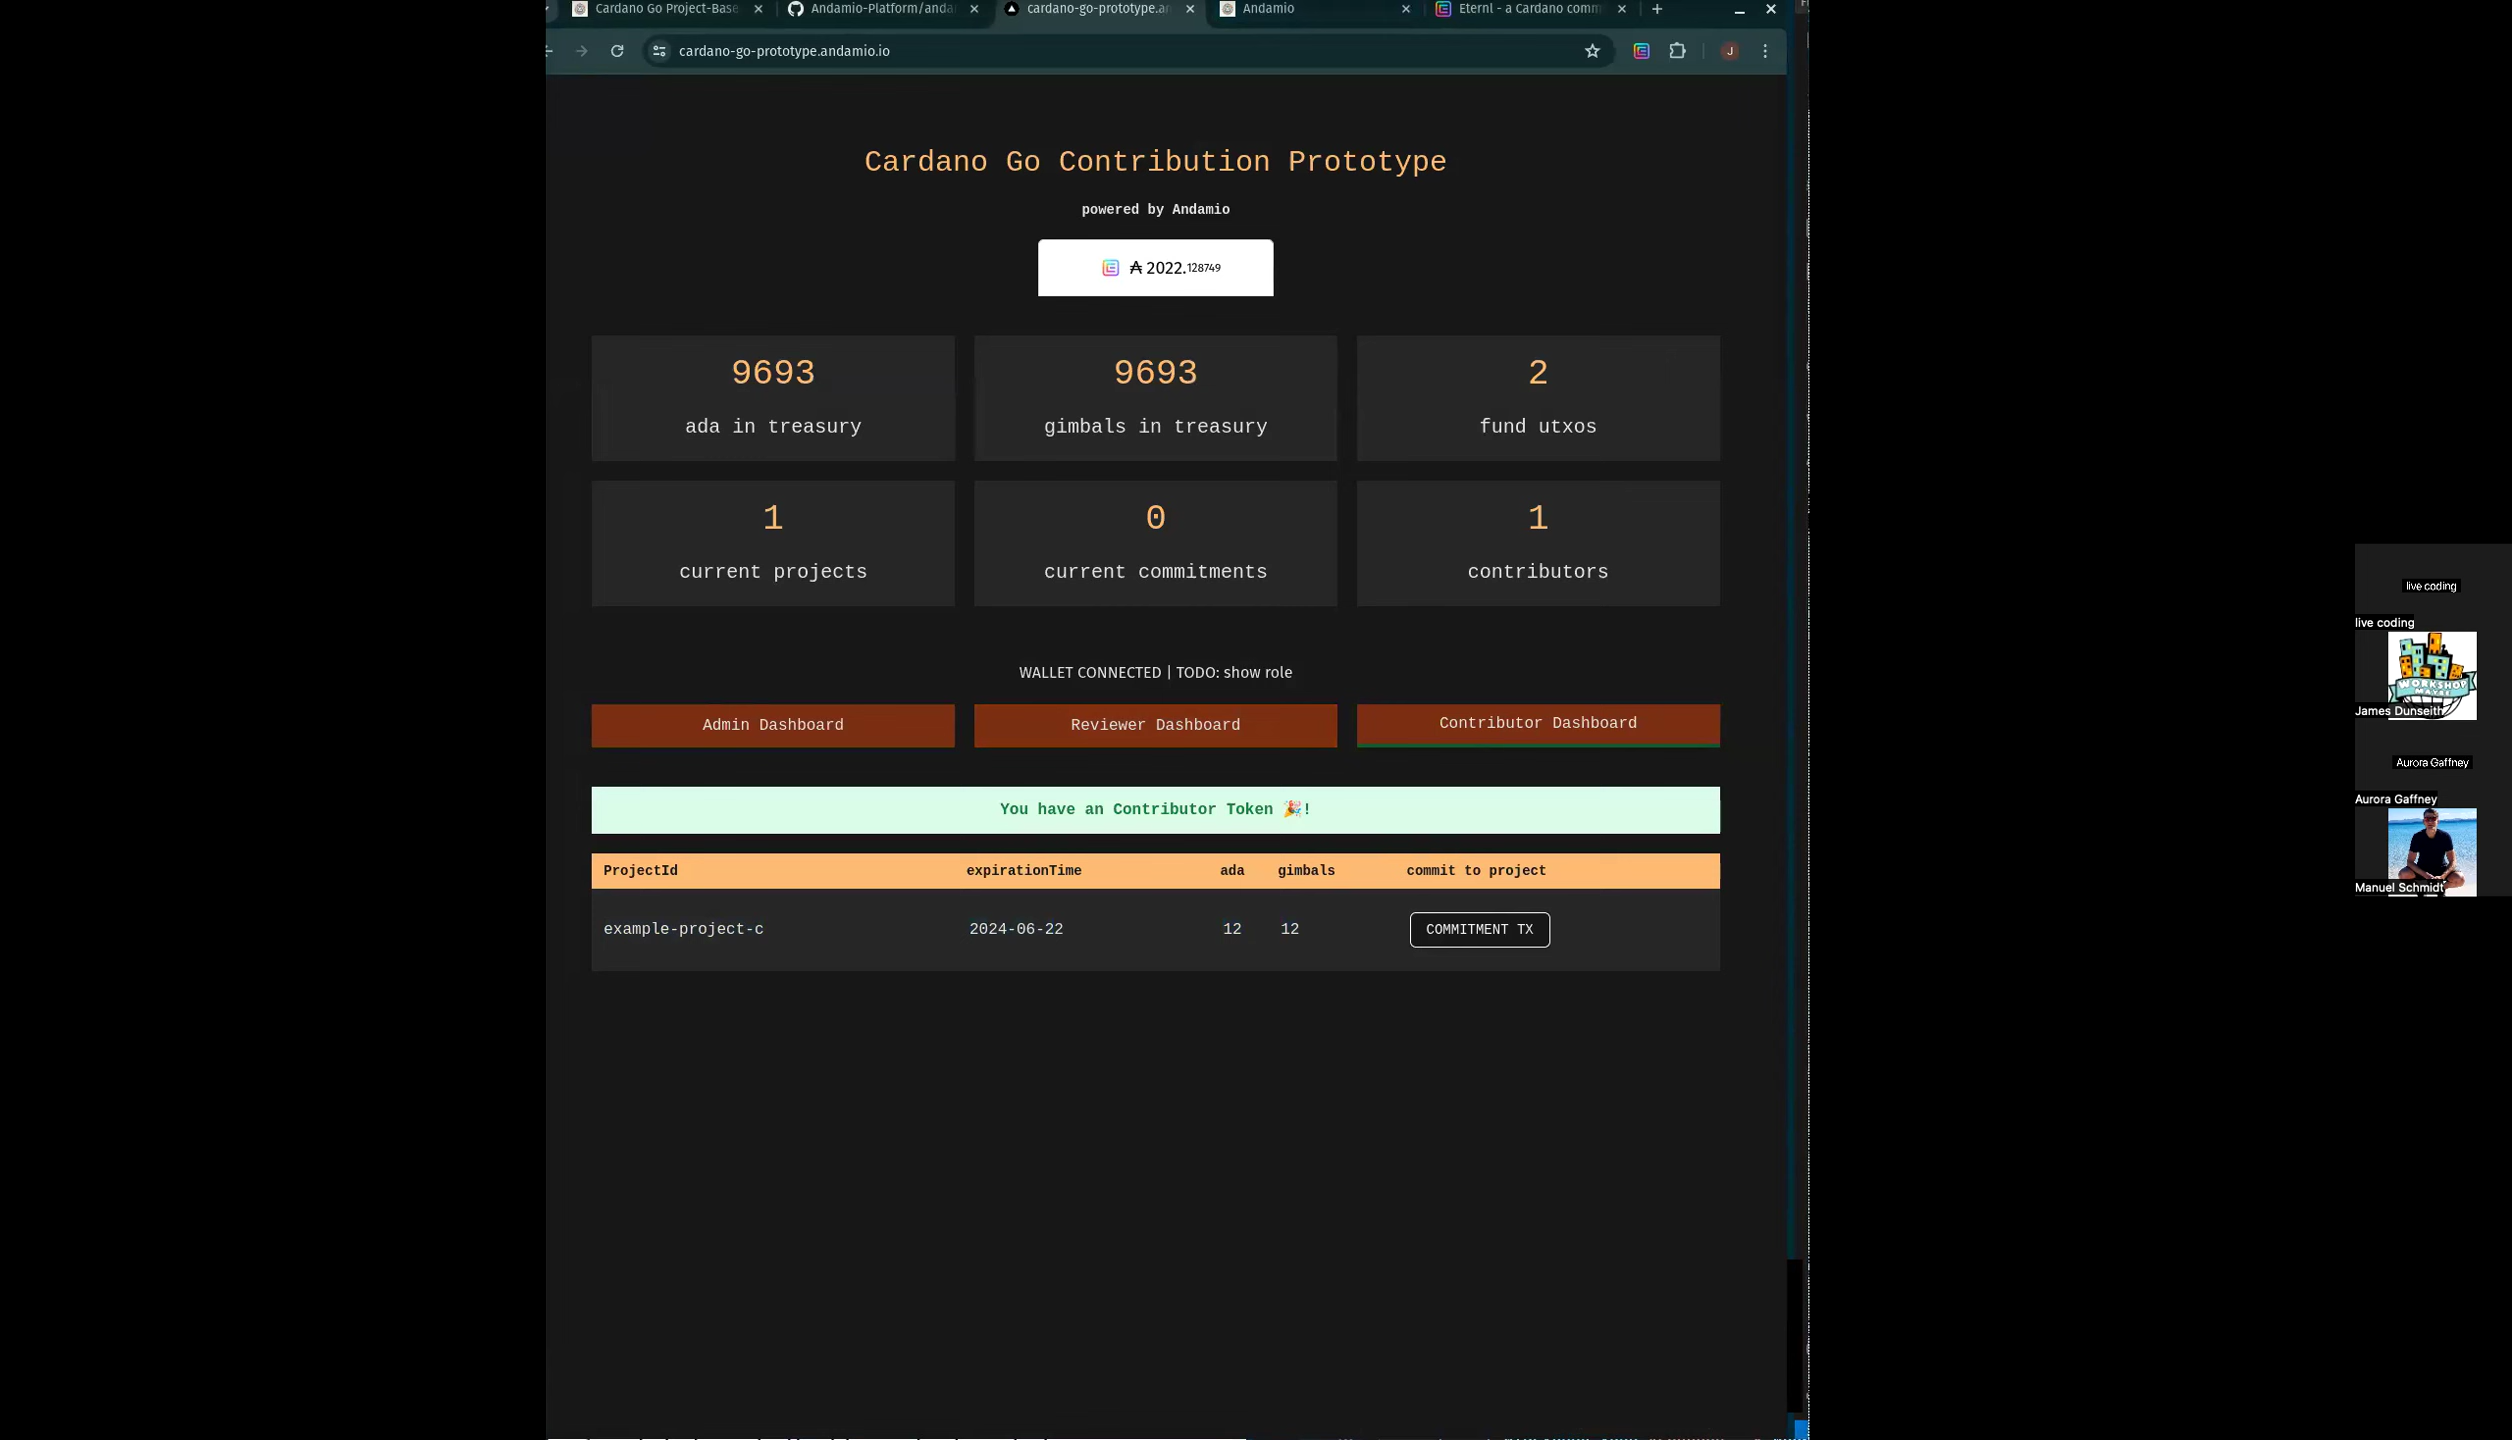 Cardano Go Project-Base
Andamio-Platform/anda
cardano-go-prototype.an
Andamio
Eternl - a Cardano comm
cardano-go-prototype.andamio.io
J
Cardano Go Contribution Prototype
powered by Andamio
₳ 2022.128749
9693
ada in treasury
9693
gimbals in treasury
2
fund utxos
1
current projects
0
current commitments
1
contributors
WALLET CONNECTED | TODO: show role
Admin Dashboard
Reviewer Dashboard
Contributor Dashboard
You have an Contributor Token 🎉!
ProjectId expirationTime ada gimbals commit to project
example-project-c 2024-06-22 12 12 COMMITMENT TX
live coding
live coding
WORKSHOP
MAYBE
James Dunseith
Aurora Gaffney
Aurora Gaffney
Manuel Schmidt